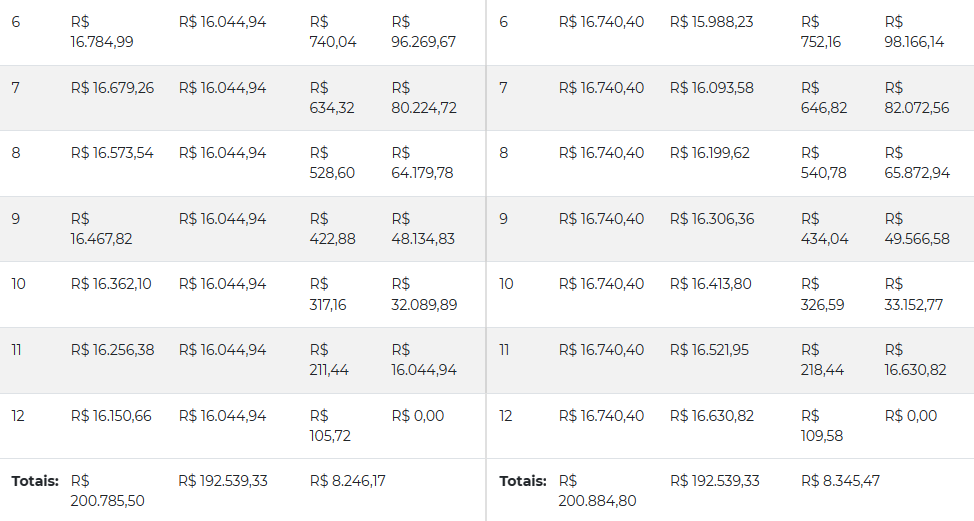 6 R$ R$ 16.044,94 R$ R$ 6 R$ 16.740,40 R$ 15.988,23 R$ R$
16.784,99 740,04 96.269,67 752,16 98.166,14
7 R$ 16.679,26 R$ 16.044,94 R$ R$ 7 R$ 16.740,40 R$ 16.093,58 R$ R$
634,32 80.224,72 646,82 82.072,56
8 R$ 16.573,54 R$ 16.044,94 R$ R$ 8 R$ 16.740,40 R$ 16.199,62 R$ R$
528,60 64.179,78 540,78 65.872,94
9 R$ R$ 16.044,94 R$ R$ 9 R$ 16.740,40 R$ 16.306,36 R$ R$
16.467,82 422,88 48.134,83 434,04 49.566,58
10 R$ 16.362,10 R$ 16.044,94 R$ R$ 10 R$ 16.740,40 R$ 16.413,80 R$ R$
317,16 32.089,89 326,59 33.152,77
11 R$ 16.256,38 R$ 16.044,94 R$ R$ 11 R$ 16.740,40 R$ 16.521,95 R$ R$
211,44 16.044,94 218,44 16.630,82
12 R$ 16.150,66 R$ 16.044,94 R$ R$ 0,00 12 R$ 16.740,40 R$ 16.630,82 R$ R$ 0,00
105,72 109,58
Totais: R$ R$ 192.539,33 R$ 8.246,17 Totais: R$ R$ 192.539,33 R$ 8.345,47
200.785,50 200.884,80